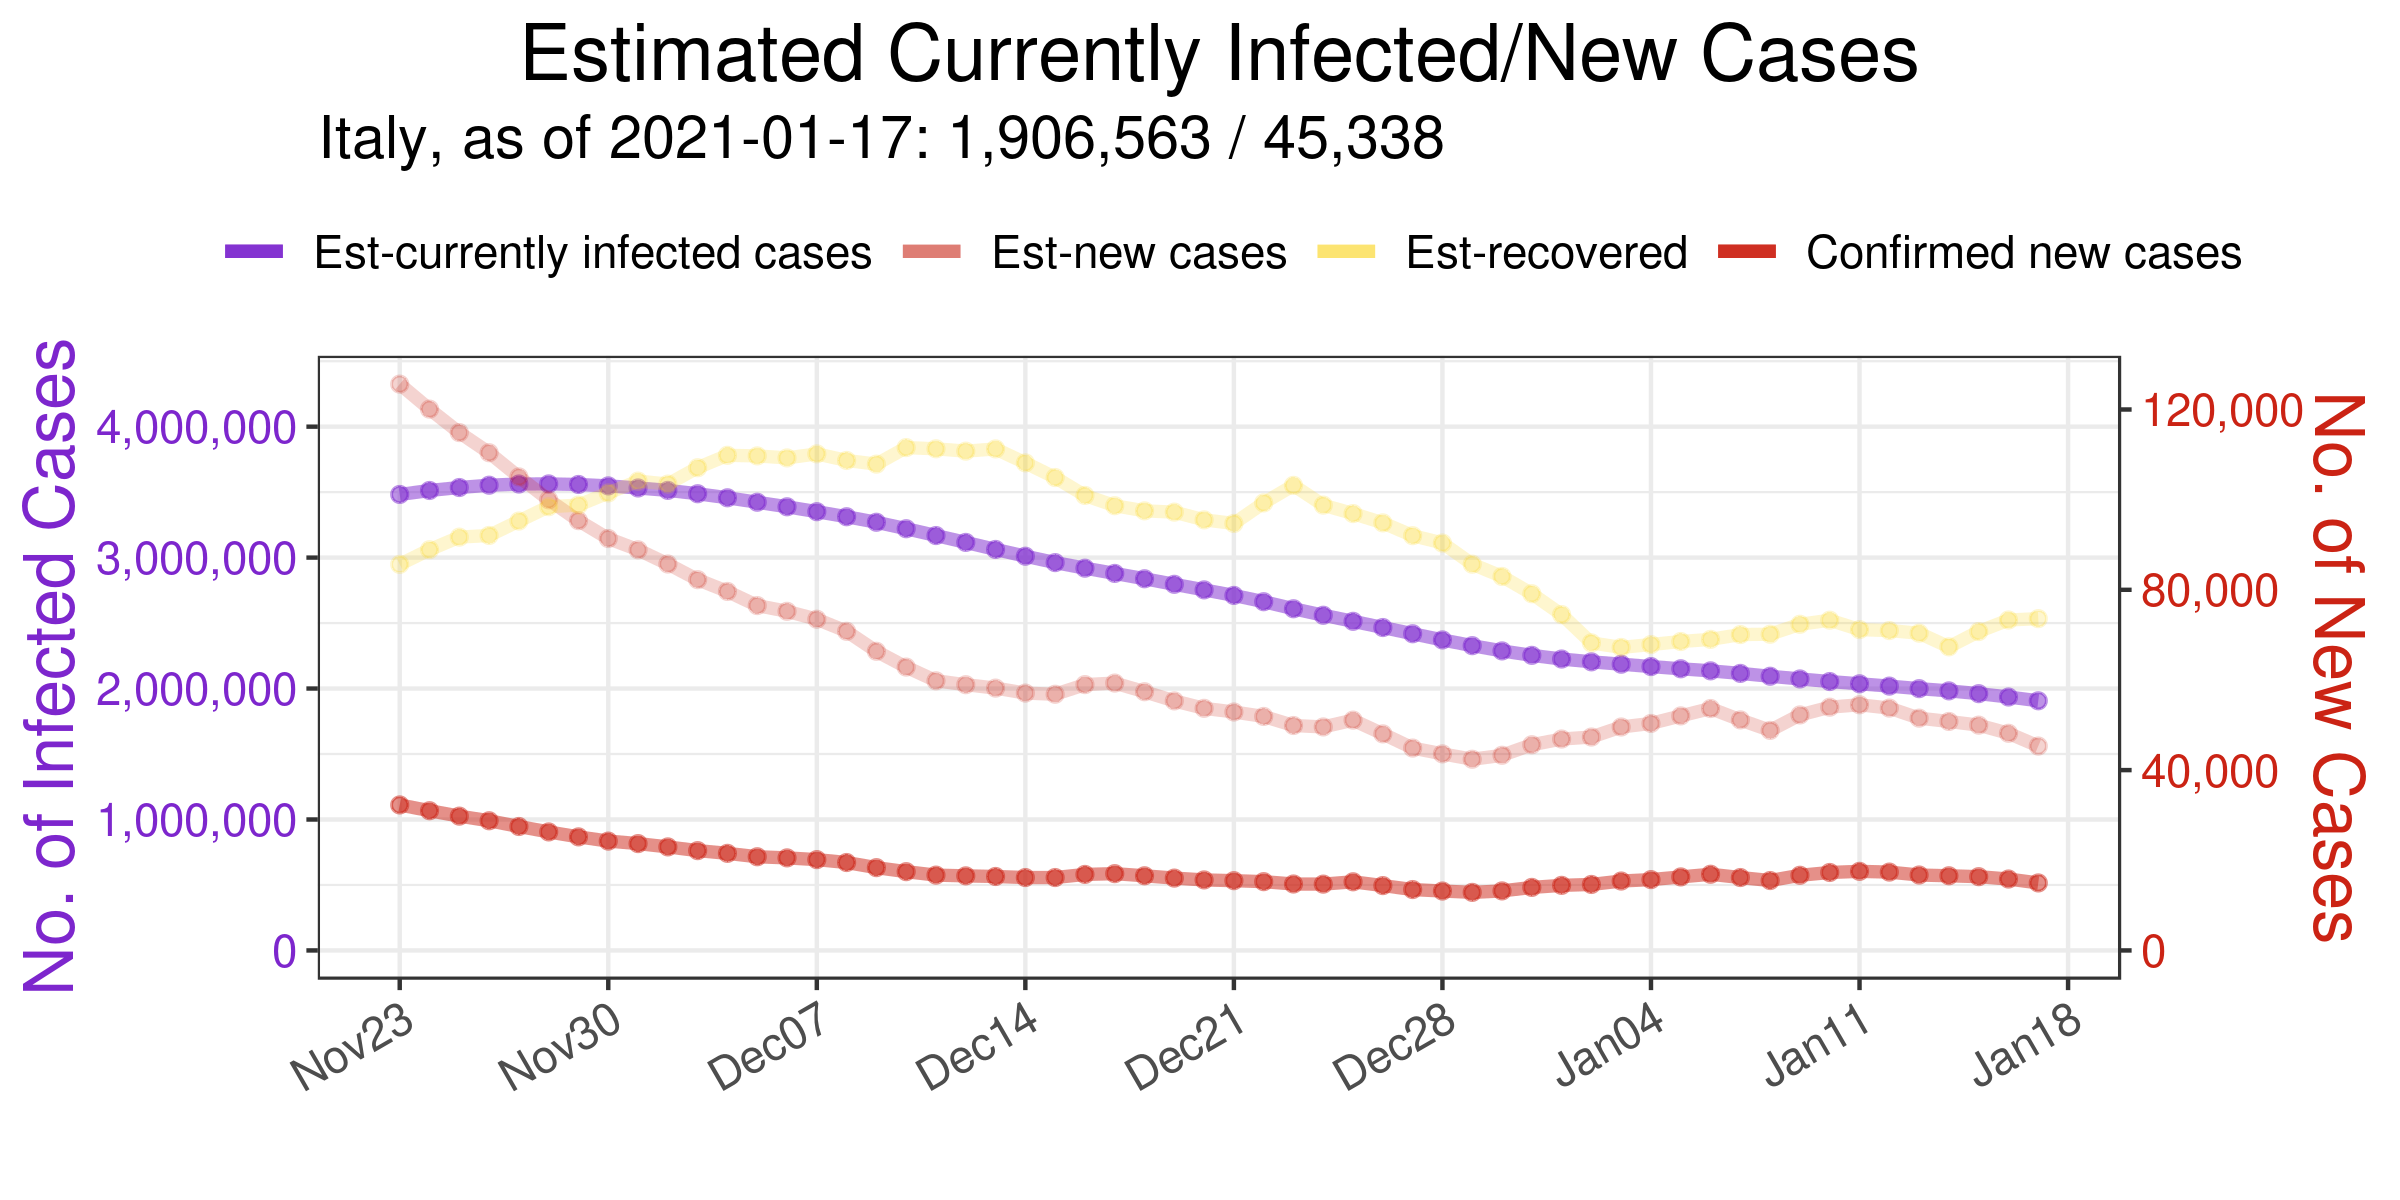 Estimated Currently Infected/New Cases
Italy, as of 2021-01-17: 1,906,563 / 45,338
Est-currently infected cases Est-new cases Est-recovered Confirmed new cases
No. of Infected Cases
4,000,000
3,000,000
2,000,000
1,000,000
0
120,000
80,000
40,000
0
No. of New Cases
Nov23 Nov30 Dec07 Dec14 Dec21 Dec28 Jan04 Jan11 Jan18